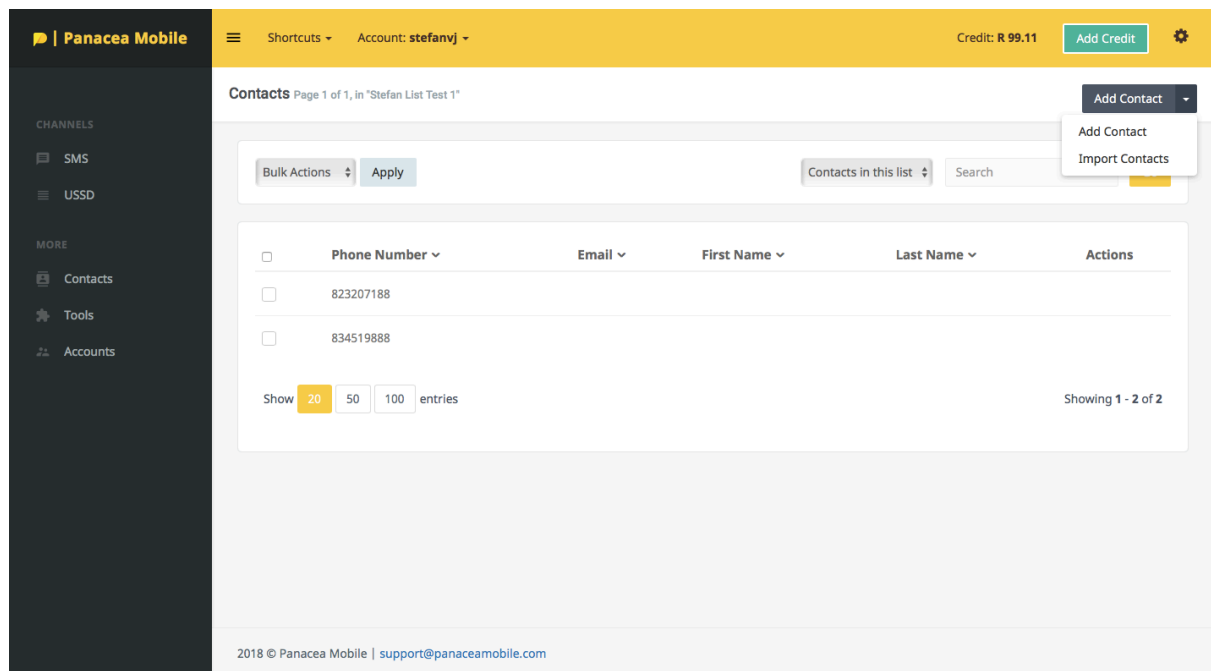 Panacea Mobile
Shortcuts
Account: stefanvj
Credit: R 99.11
Add Credit
Contacts Page 1 of 1, in "Stefan List Test 1"
Add Contact
Add Contact
Import Contacts
CHANNELS
SMS
USSD
MORE
Contacts
Tools
Accounts
Bulk Actions
Apply
Contacts in this list
Search
Phone Number Email First Name Last Name Actions
823207188
834519888
Show 20 50 100 entries
Showing 1 - 2 of 2
2018 © Panacea Mobile | support@panaceamobile.com